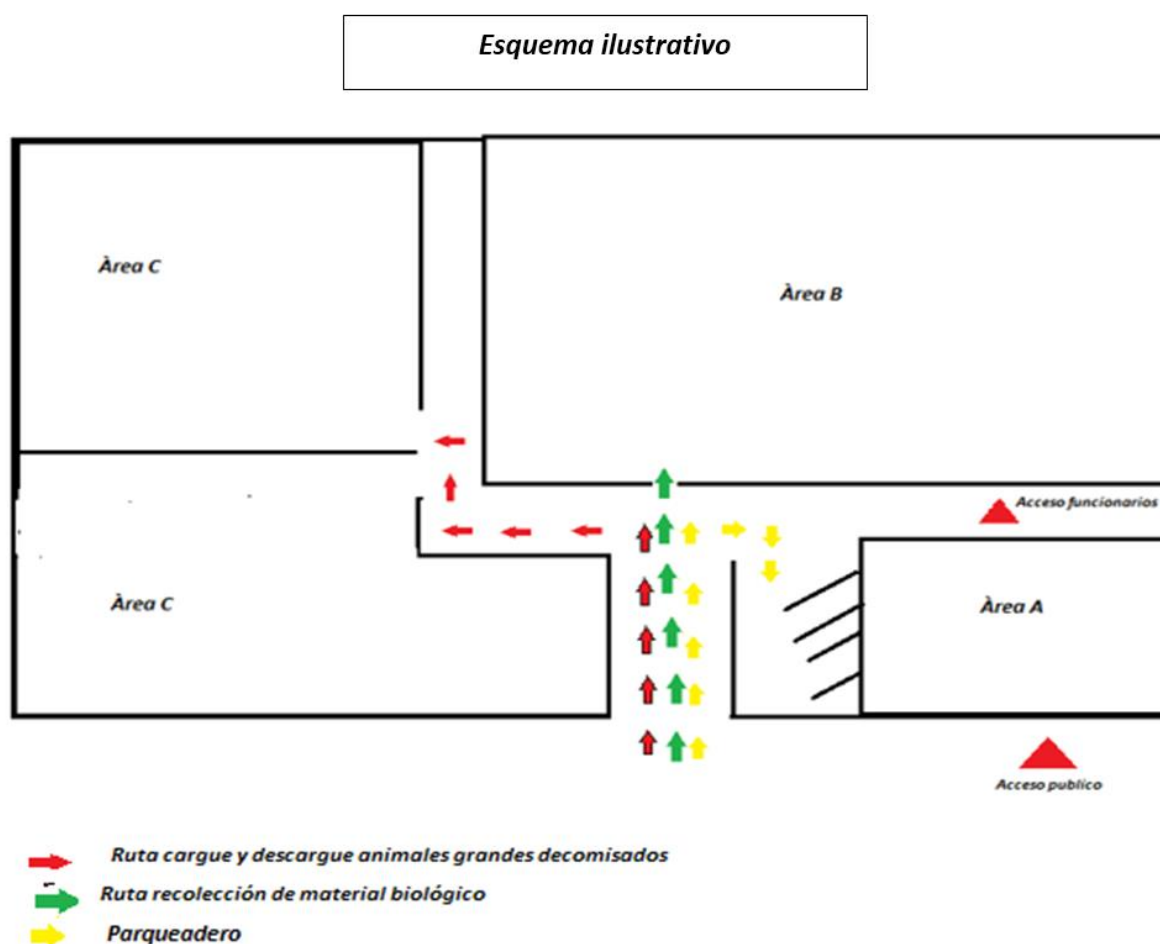 Esquema ilustrativo
Àrea C
Àrea B
Acceso funcionarios
Àrea C
Àrea A
Acceso publico
Ruta cargue y descargue animales grandes decomisados
Ruta recolección de material biológico
Parqueadero